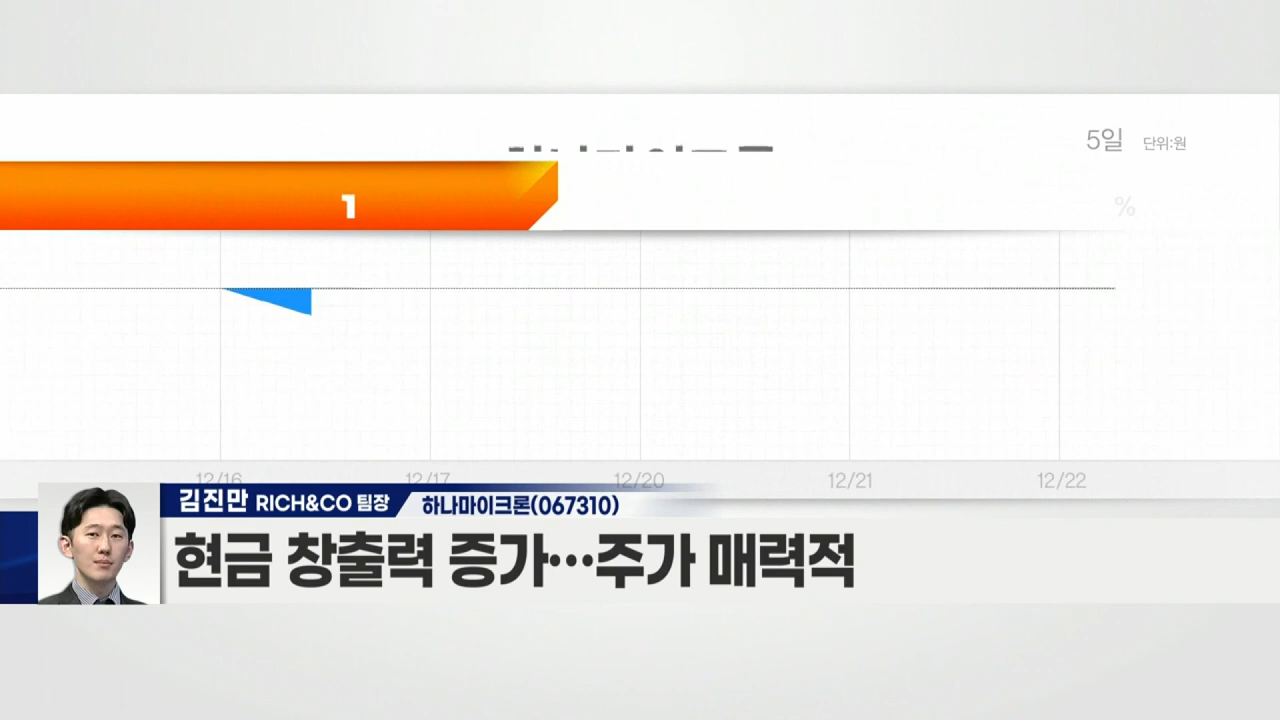 5일 단위:원
1
%
12/16 12/17 12/20 12/21 12/22
김진만 RICH&CO 팀장 하나마이크론(067310)
현금 창출력 증가···주가 매력적